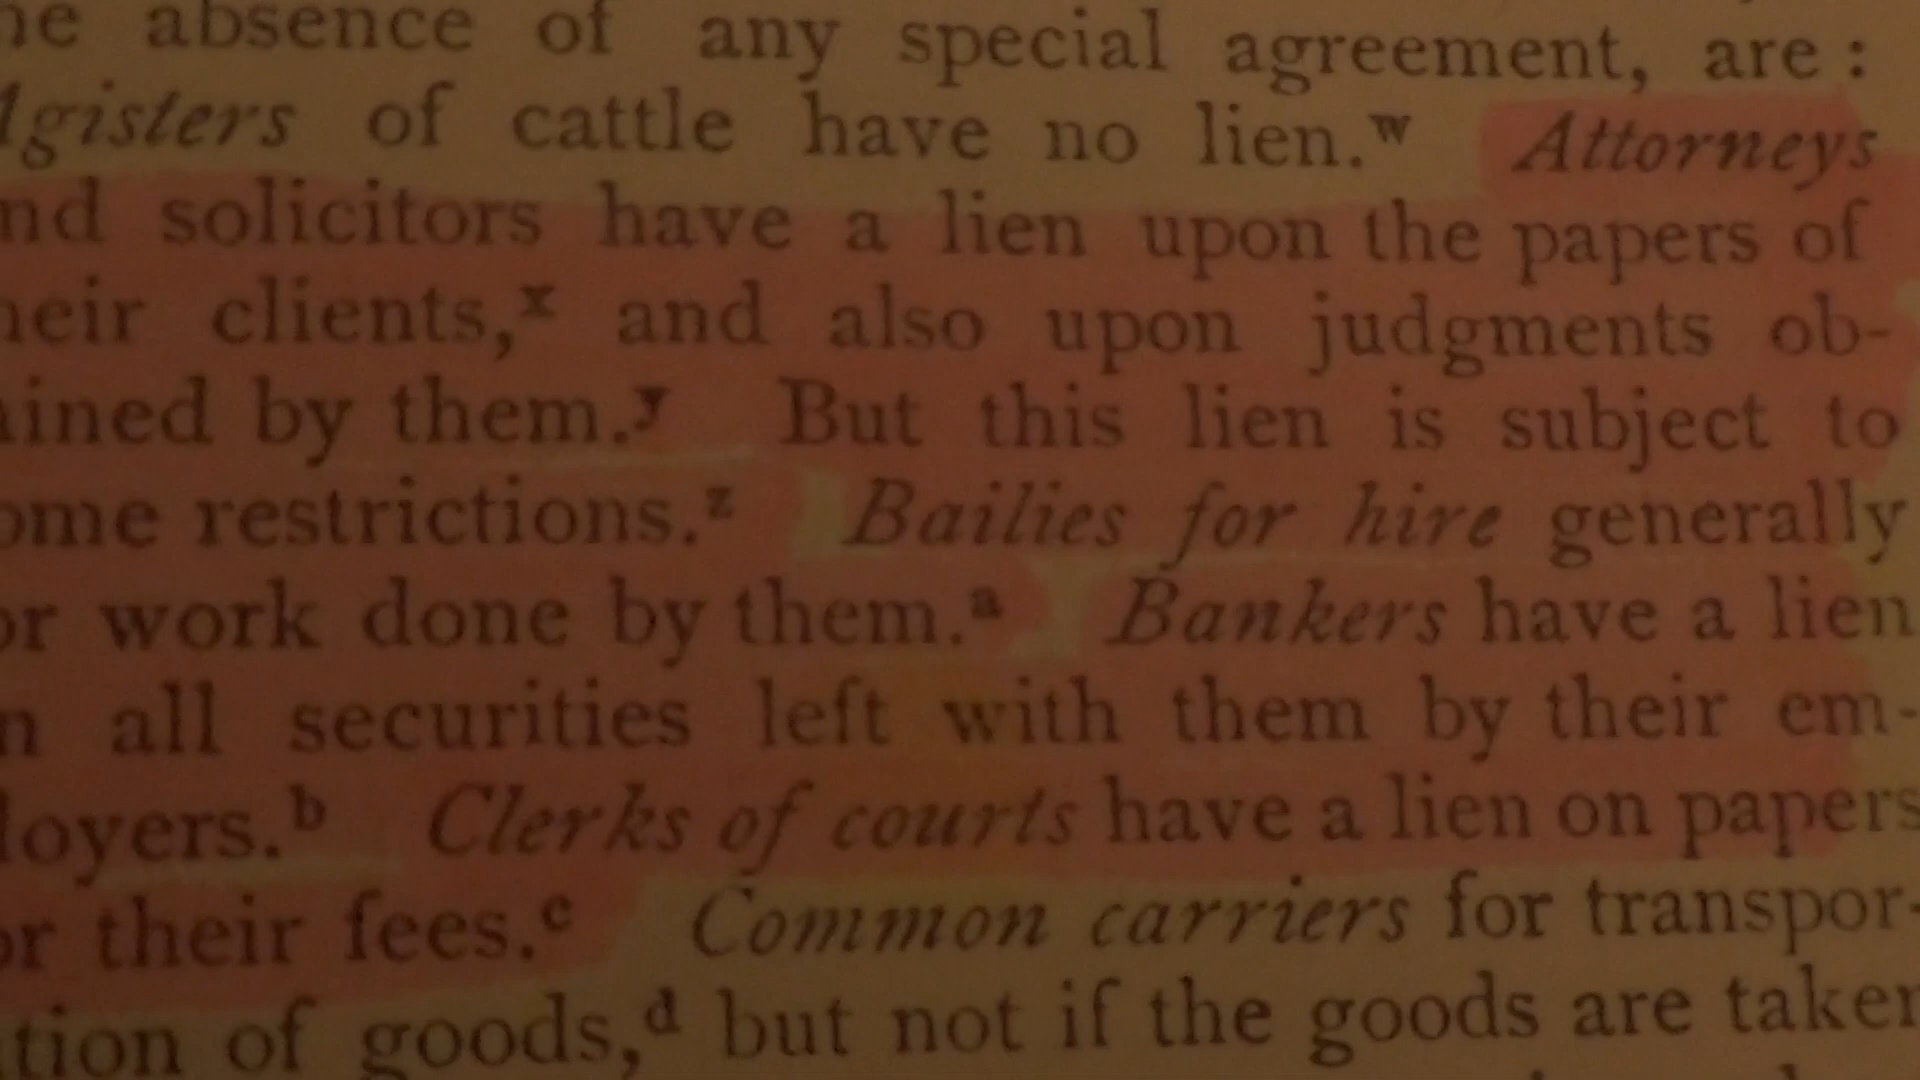 he absence of any special agreement, are :
Agisters of cattle have no lien.ʷ Attorneys
nd solicitors have a lien upon the papers of
heir clients,ˣ and also upon judgments ob-
ained by them.ʸ But this lien is subject to
ome restrictions.ᶻ Bailies for hire generally
or work done by them.ᵃ Bankers have a lien
n all securities left with them by their em-
loyers.ᵇ Clerks of courts have a lien on papers
or their fees.ᶜ Common carriers for transpor-
tion of goods,ᵈ but not if the goods are taken